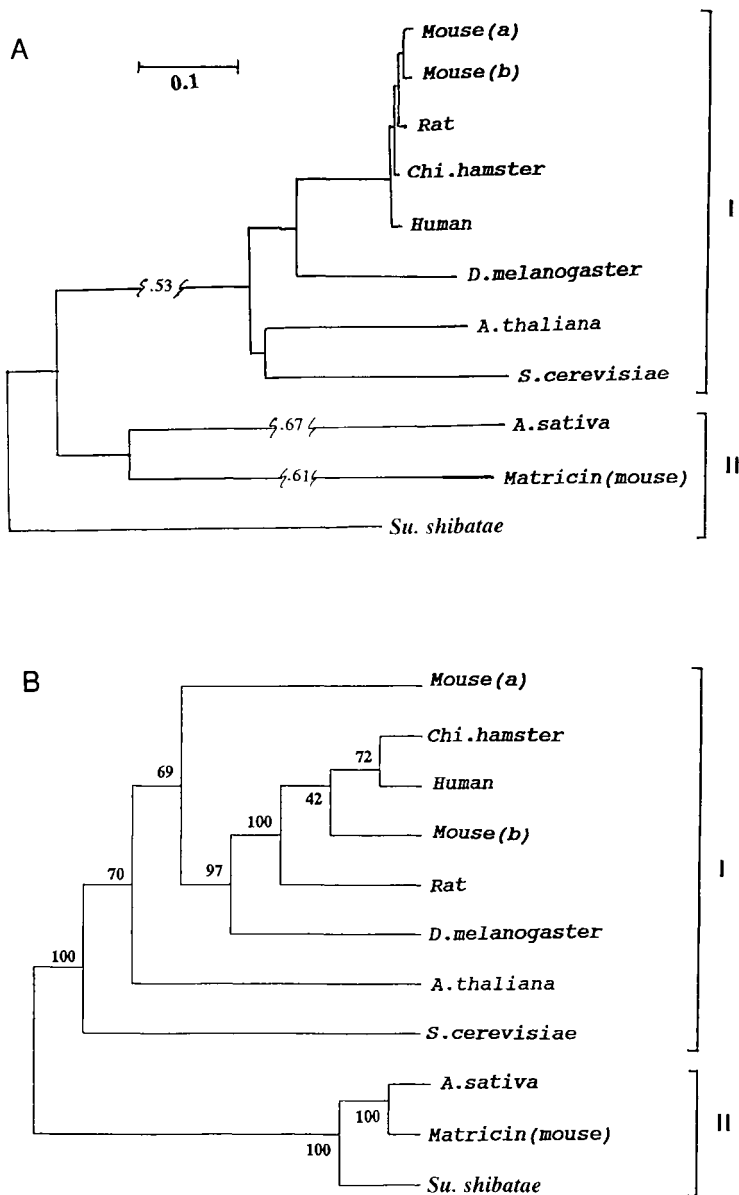 A
0.1
Mouse(a)
Mouse(b)
Rat
Chi.hamster
Human
I
D.melanogaster
.53
A.thaliana
S.cerevisiae
.67
A.sativa
II
.61
Matricin(mouse)
Su. shibatae
B
Mouse(a)
Chi.hamster
72
69
Human
42
100
Mouse(b)
70
97
Rat
I
D.melanogaster
100
A.thaliana
S.cerevisiae
A.sativa
100
II
Matricin(mouse)
100
Su. shibatae